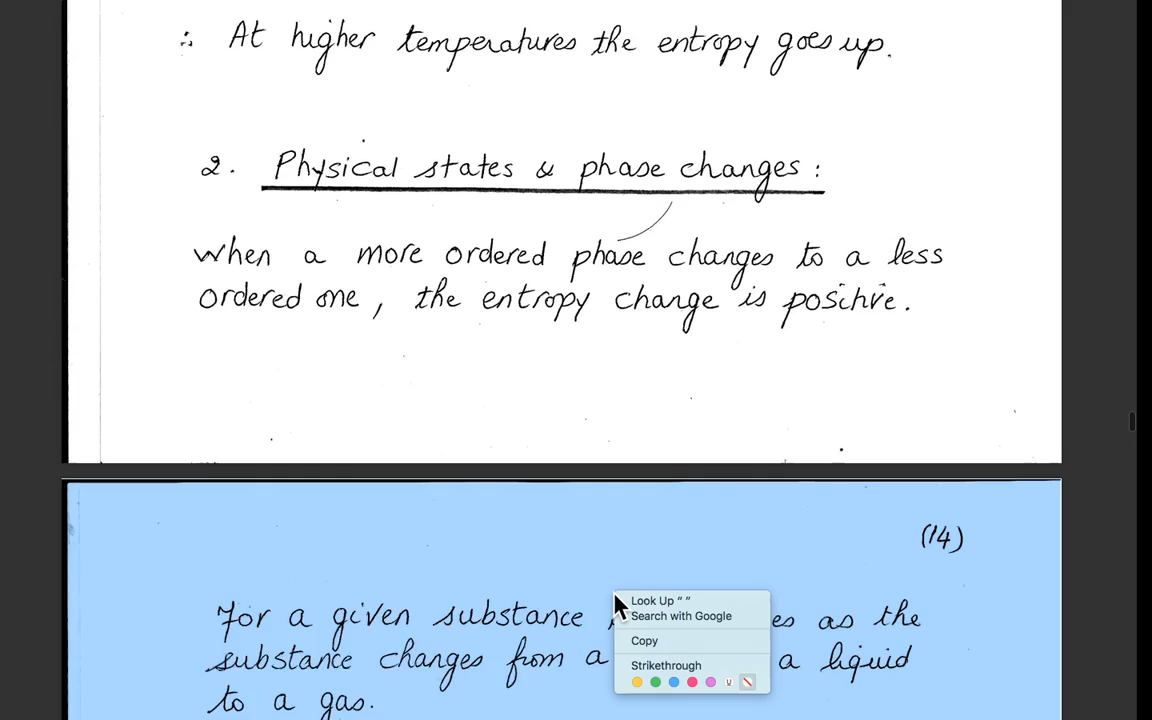 ∴ At higher temperatures the entropy goes up.
2. Physical states & phase changes :
When a more ordered phase changes to a less
ordered one, the entropy change is positive.
(14)
For a given substance es as the
substance changes from a a liquid
to a gas.
Look Up “ ”
Search with Google
Copy
Strikethrough
U